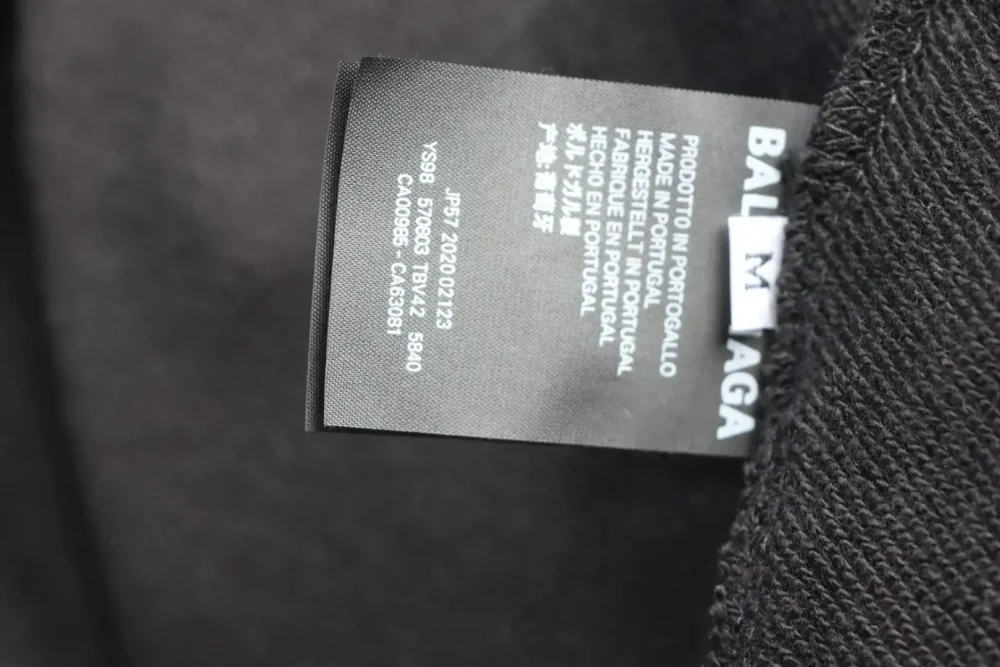 BAL AGA
M
PRODOTTO IN PORTOGALLO
MADE IN PORTUGAL
HERGESTELLT IN PORTUGAL
FABRIQUE EN PORTUGAL
HECHO EN PORTUGAL
ポルトガル製
产地:葡萄牙
JP57 2020 02123
YS98 570803 TBV42 5840
CA00985 - CA63081